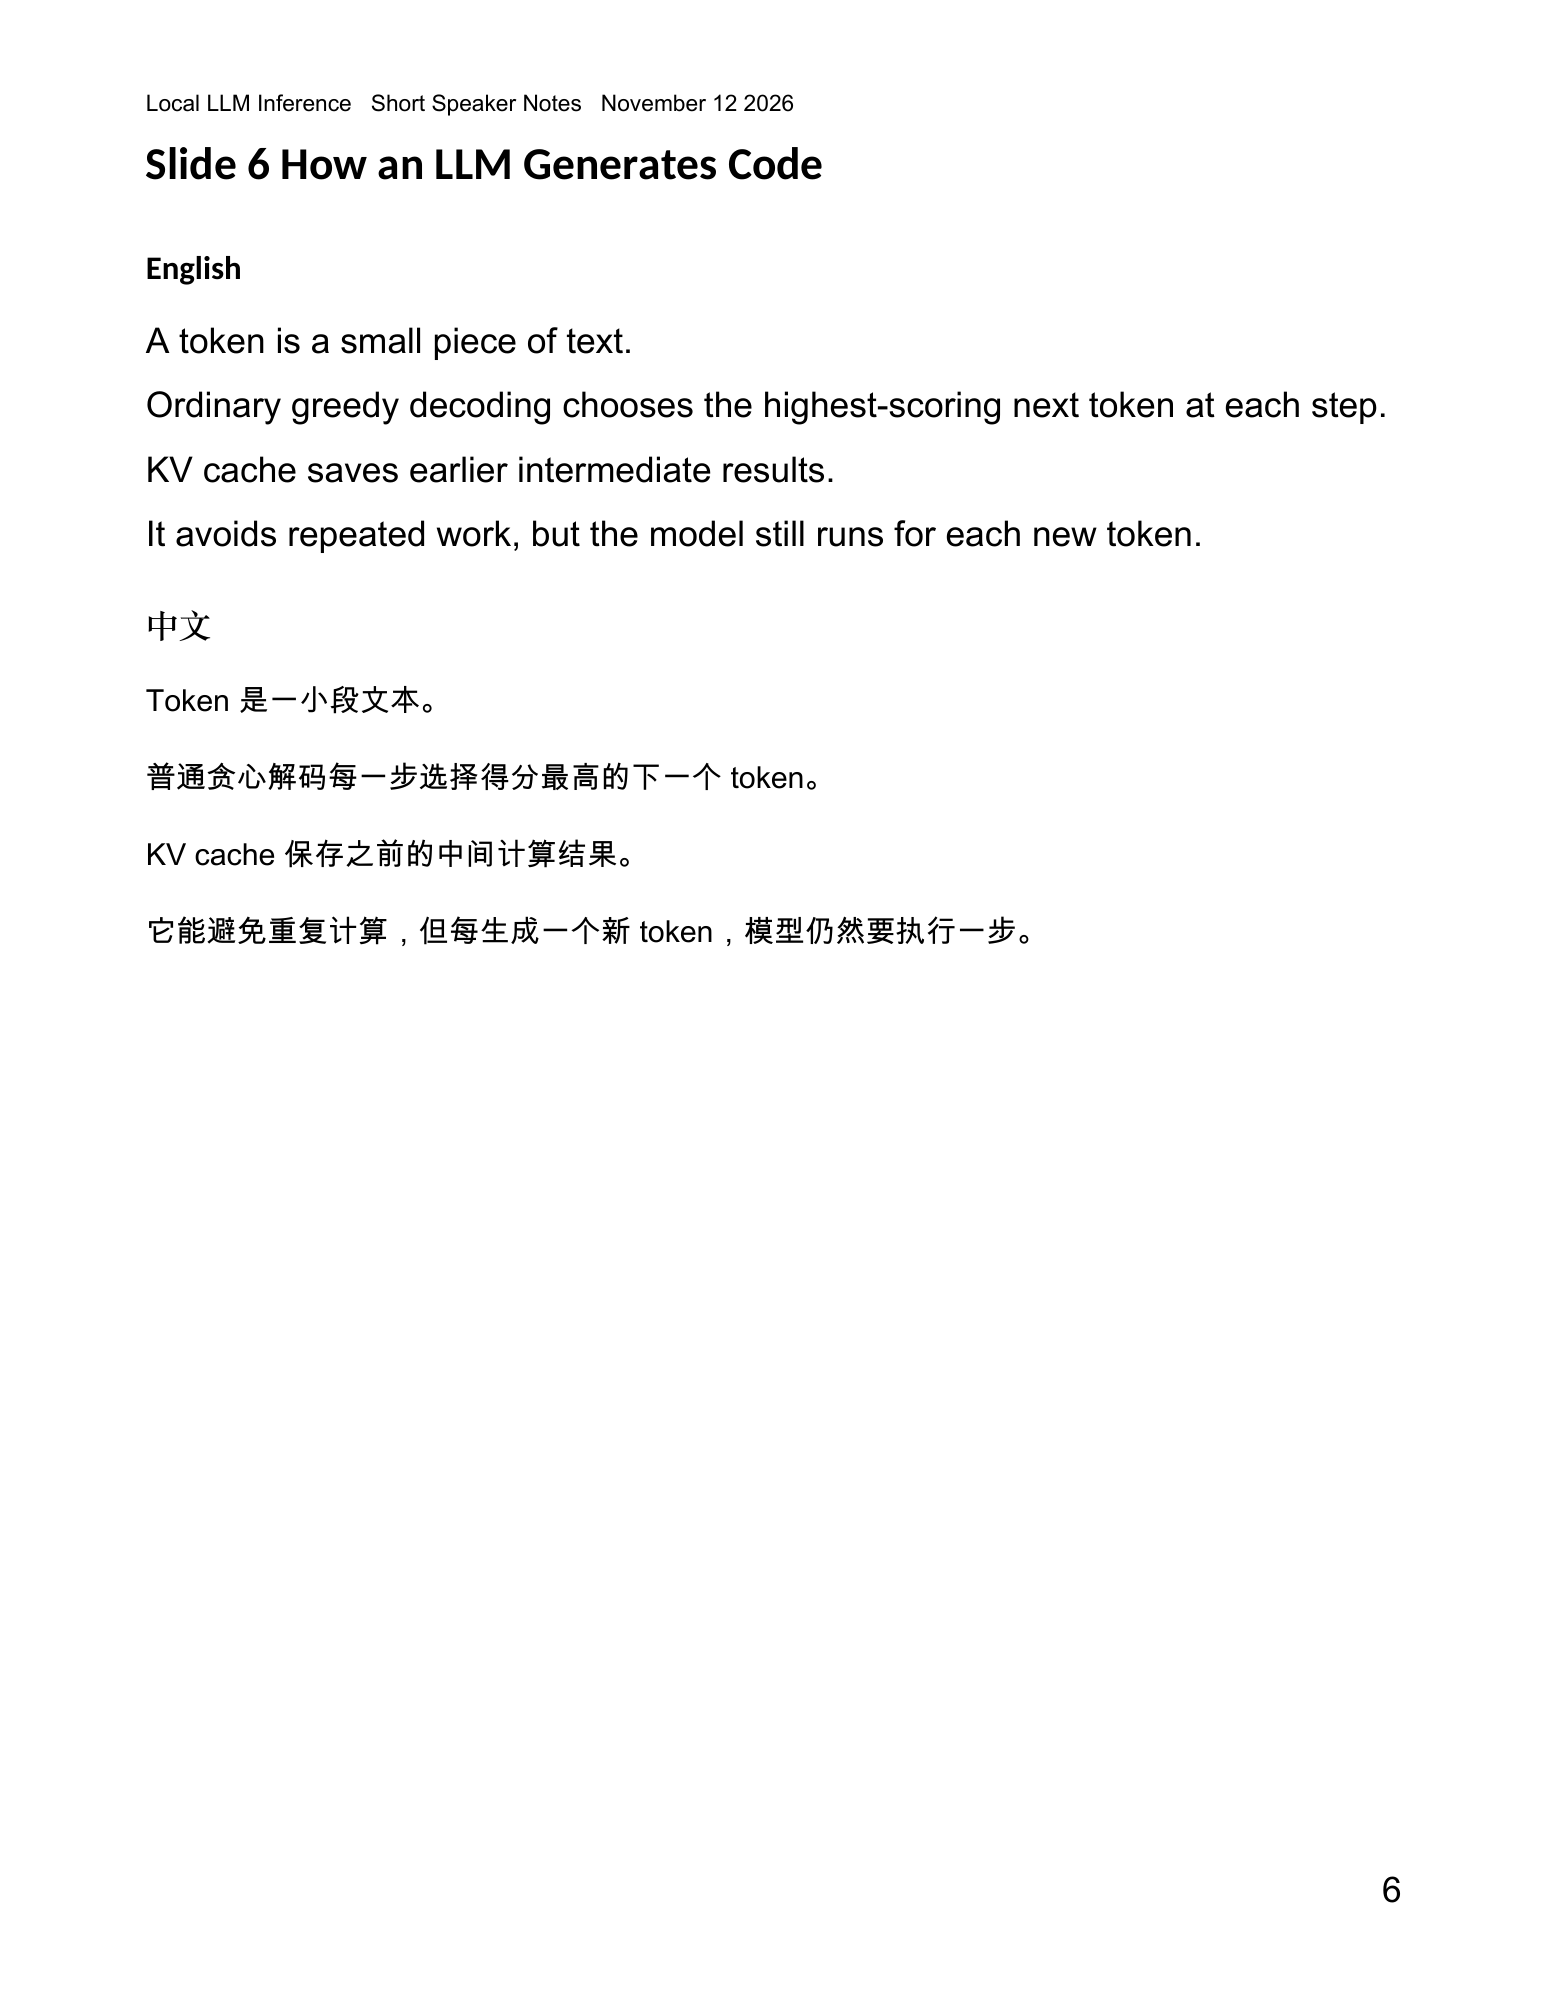 Local LLM Inference   Short Speaker Notes   November 12 2026
Slide 6 How an LLM Generates Code
English
A token is a small piece of text.
Ordinary greedy decoding chooses the highest-scoring next token at each step.
KV cache saves earlier intermediate results.
It avoids repeated work, but the model still runs for each new token.
中文
Token 是一小段文本。
普通贪心解码每一步选择得分最高的下一个 token。
KV cache 保存之前的中间计算结果。
它能避免重复计算，但每生成一个新 token，模型仍然要执行一步。
6